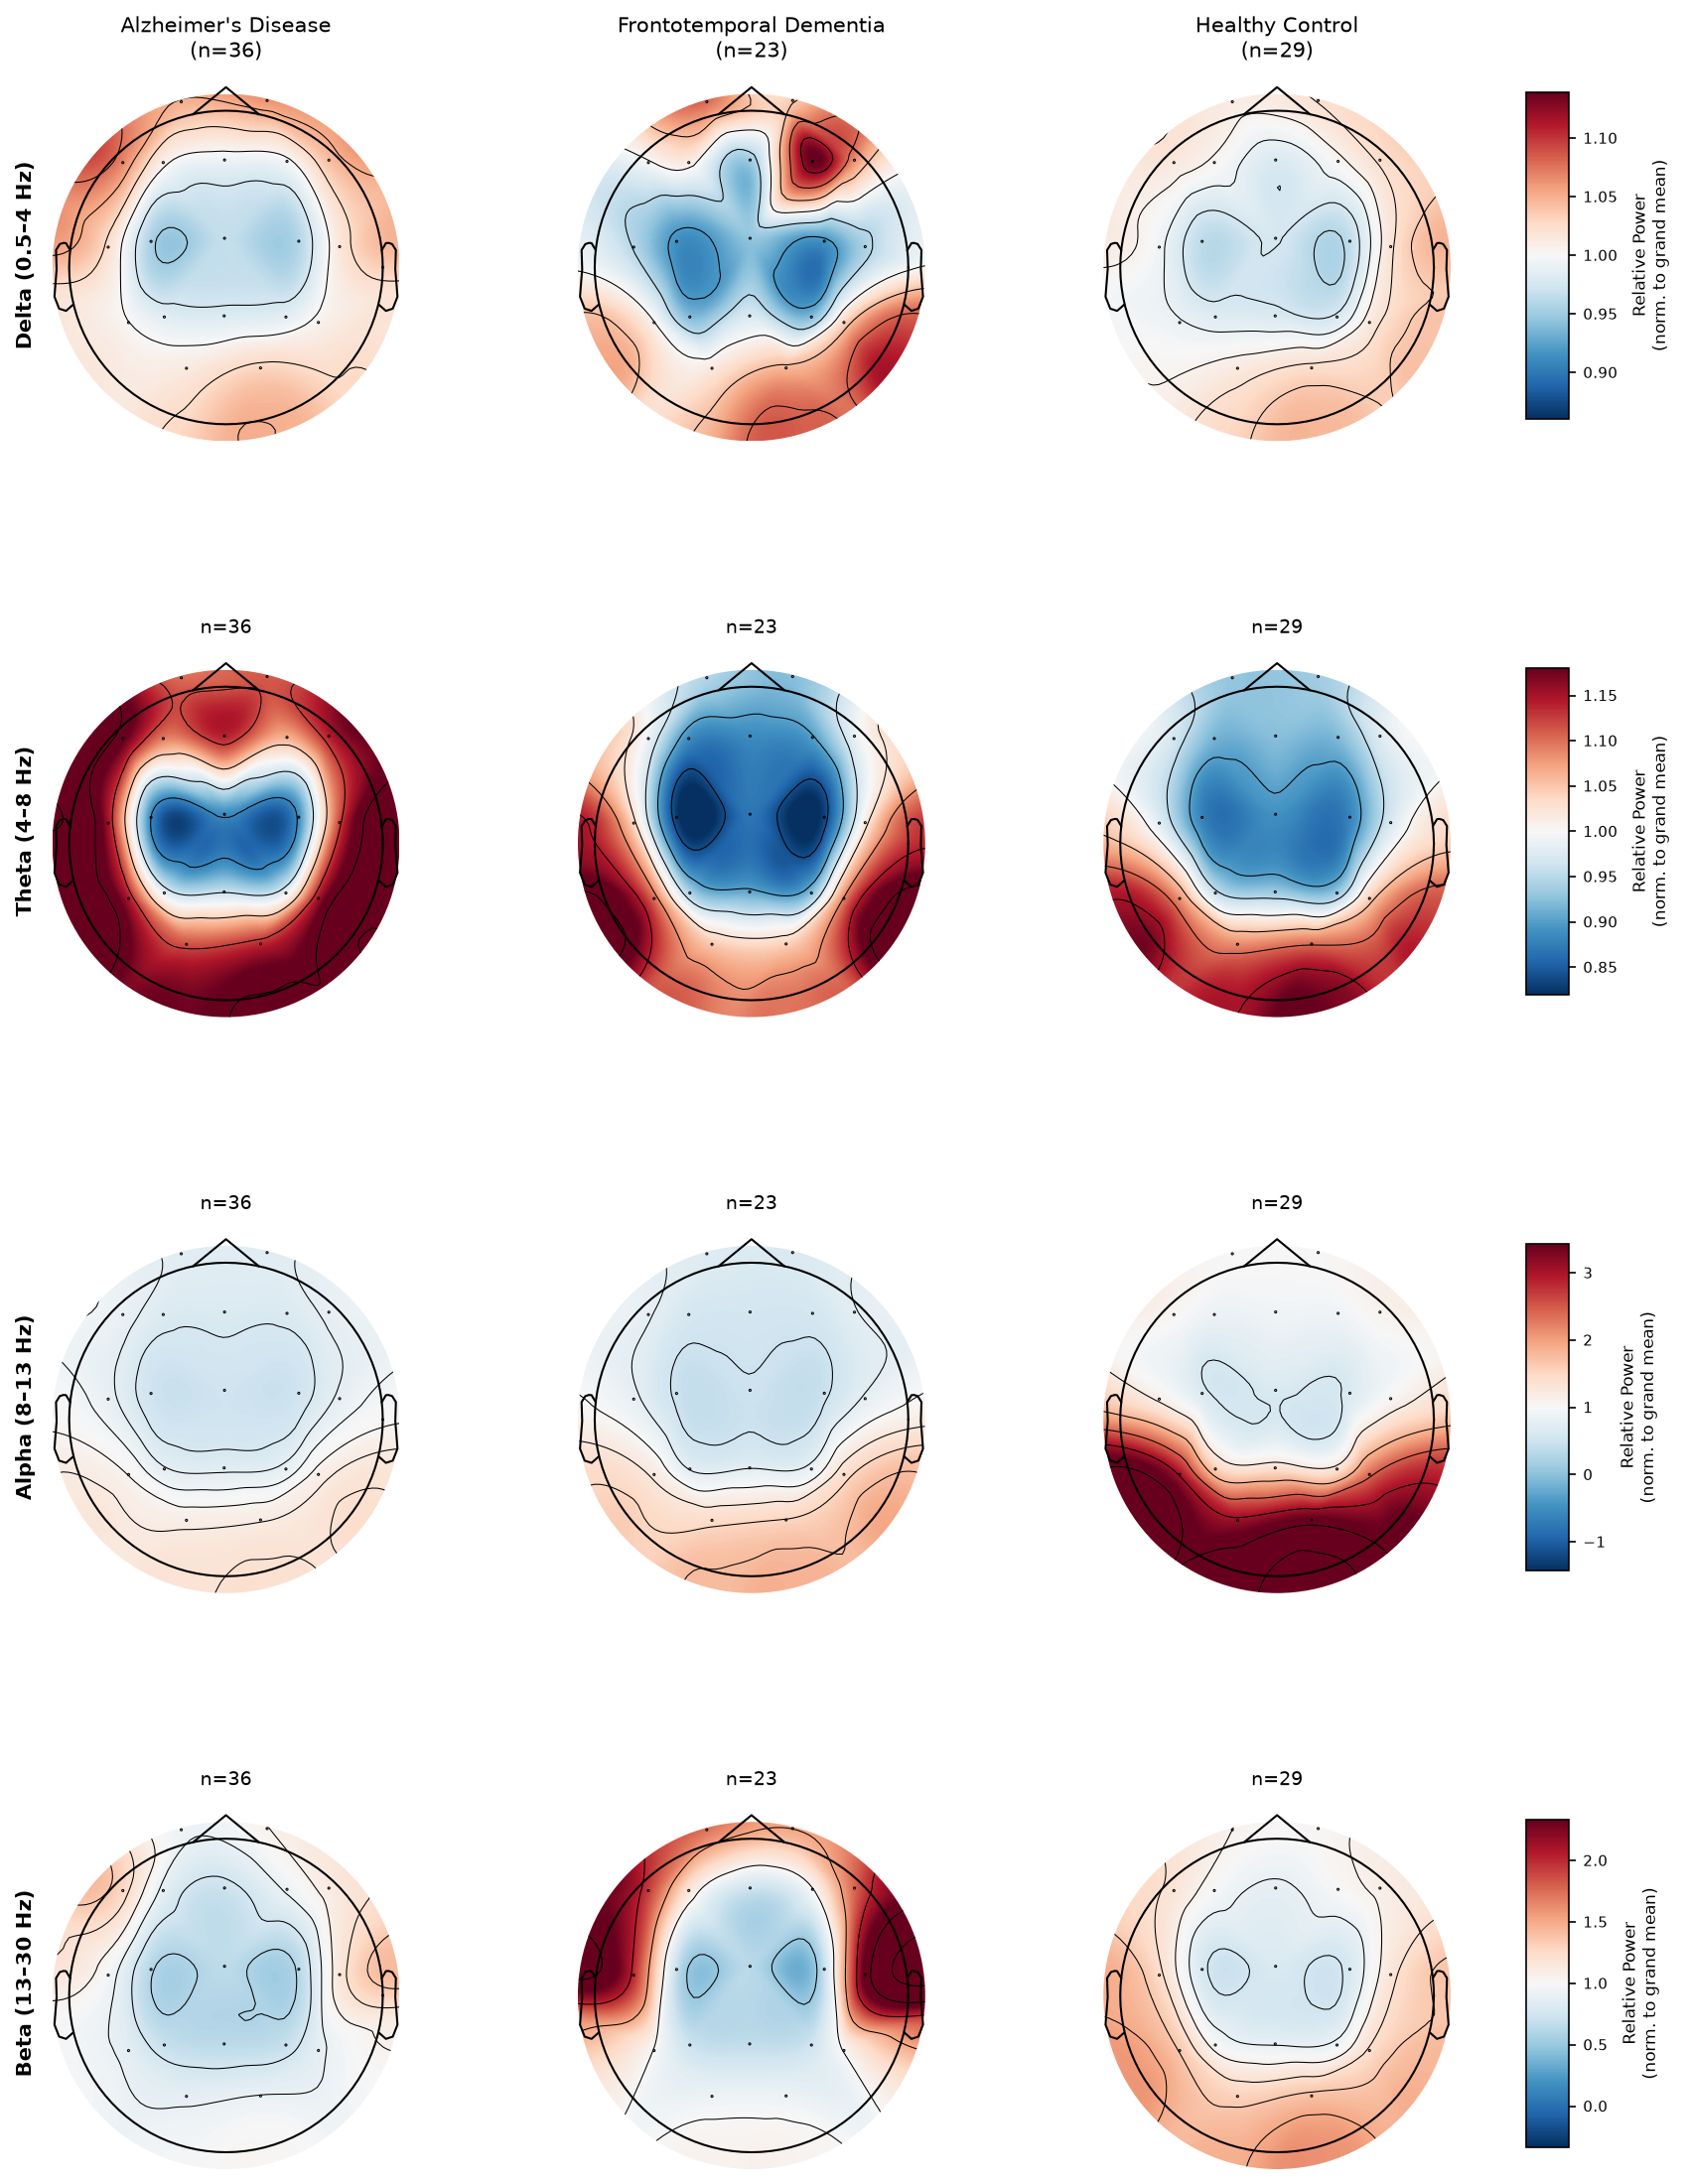 Alzheimer's Disease
(n=36)
Frontotemporal Dementia
(n=23)
Healthy Control
(n=29)
Delta (0.5–4 Hz)
1.10
1.05
1.00
0.95
0.90
Relative Power
(norm. to grand mean)
n=36
n=23
n=29
Theta (4–8 Hz)
1.15
1.10
1.05
1.00
0.95
0.90
0.85
Relative Power
(norm. to grand mean)
n=36
n=23
n=29
Alpha (8–13 Hz)
3
2
1
0
−1
Relative Power
(norm. to grand mean)
n=36
n=23
n=29
Beta (13–30 Hz)
2.0
1.5
1.0
0.5
0.0
Relative Power
(norm. to grand mean)